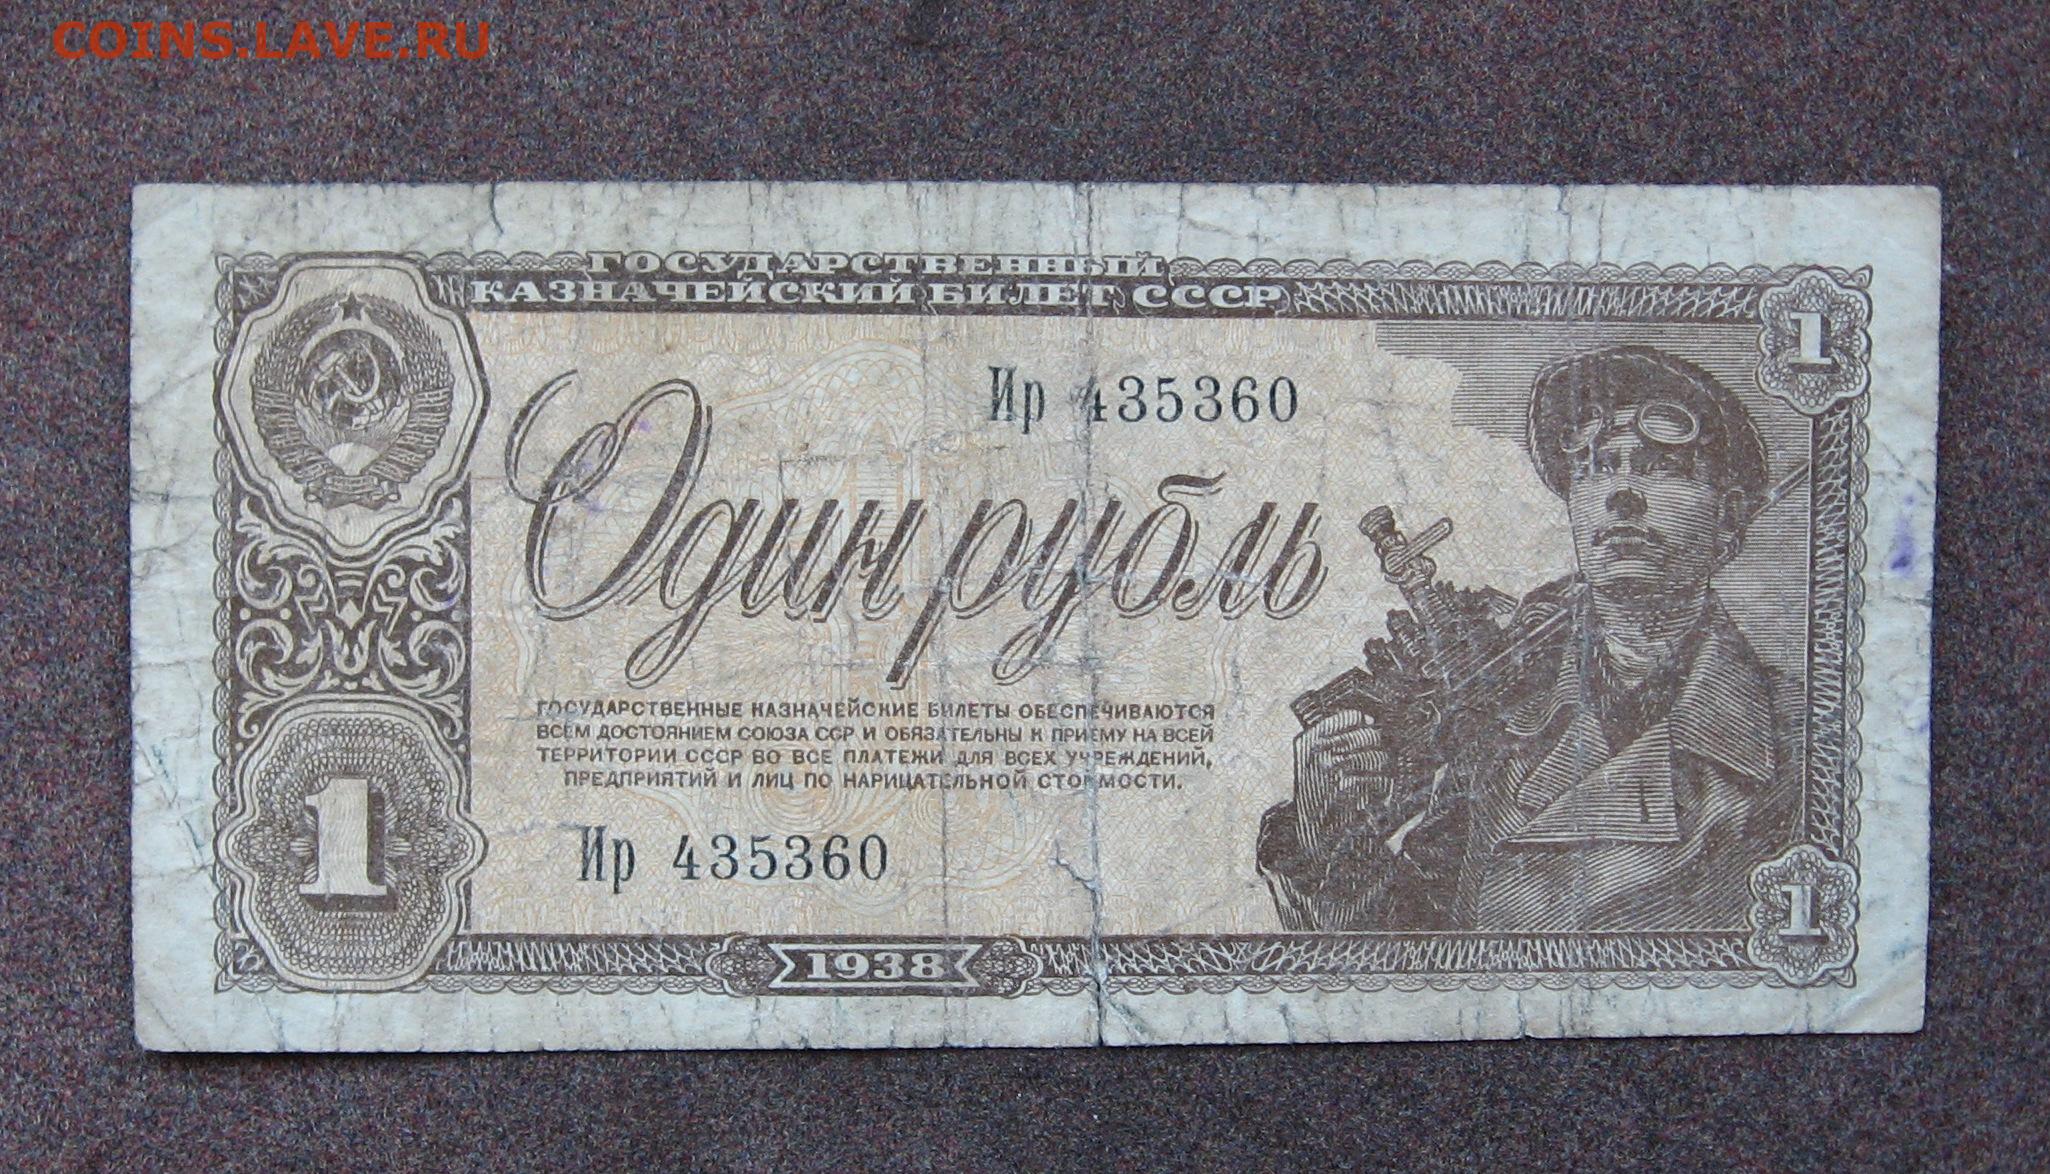 COINS.LAVE.RU
ГОСУДАРСТВЕННЫЙ
КАЗНАЧЕЙСКИЙ БИЛЕТ СССР
1
Ир 435360
Один рубль
ГОСУДАРСТВЕННЫЕ КАЗНАЧЕЙСКИЕ БИЛЕТЫ ОБЕСПЕЧИВАЮТСЯ
ВСЕМ ДОСТОЯНИЕМ СОЮЗА ССР И ОБЯЗАТЕЛЬНЫ К ПРИЕМУ НА ВСЕЙ
ТЕРРИТОРИИ СССР ВО ВСЕ ПЛАТЕЖИ ДЛЯ ВСЕХ УЧРЕЖДЕНИЙ,
ПРЕДПРИЯТИЙ И ЛИЦ ПО НАРИЦАТЕЛЬНОЙ СТОИМОСТИ.
1
Ир 435360
1
1938